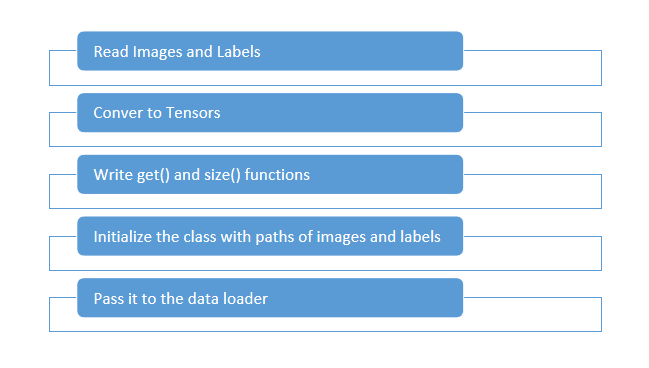 Read Images and Labels
Conver to Tensors
Write get() and size() functions
Initialize the class with paths of images and labels
Pass it to the data loader